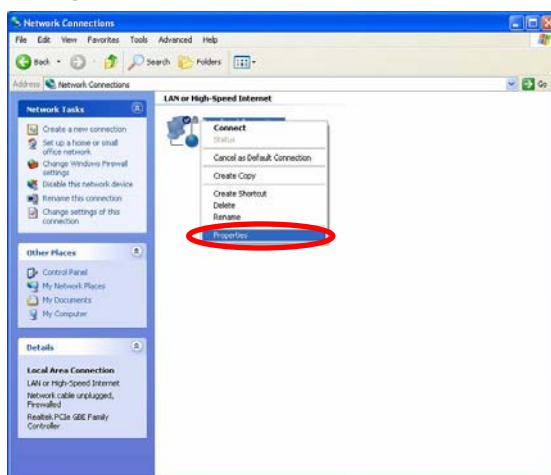 Network Connections
File Edit View Favorites Tools Advanced Help
Back Search Folders
Address Network Connections Go
LAN or High-Speed Internet
Network Tasks
Create a new connection
Set up a home or small
office network
Change Windows Firewall
settings
Disable this network device
Rename this connection
Change settings of this
connection
Connect
Status
Cancel as Default Connection
Create Copy
Create Shortcut
Delete
Rename
Properties
Other Places
Control Panel
My Network Places
My Documents
My Computer
Details
Local Area Connection
LAN or High-Speed Internet
Network cable unplugged,
Firewalled
Realtek PCIe GBE Family
Controller